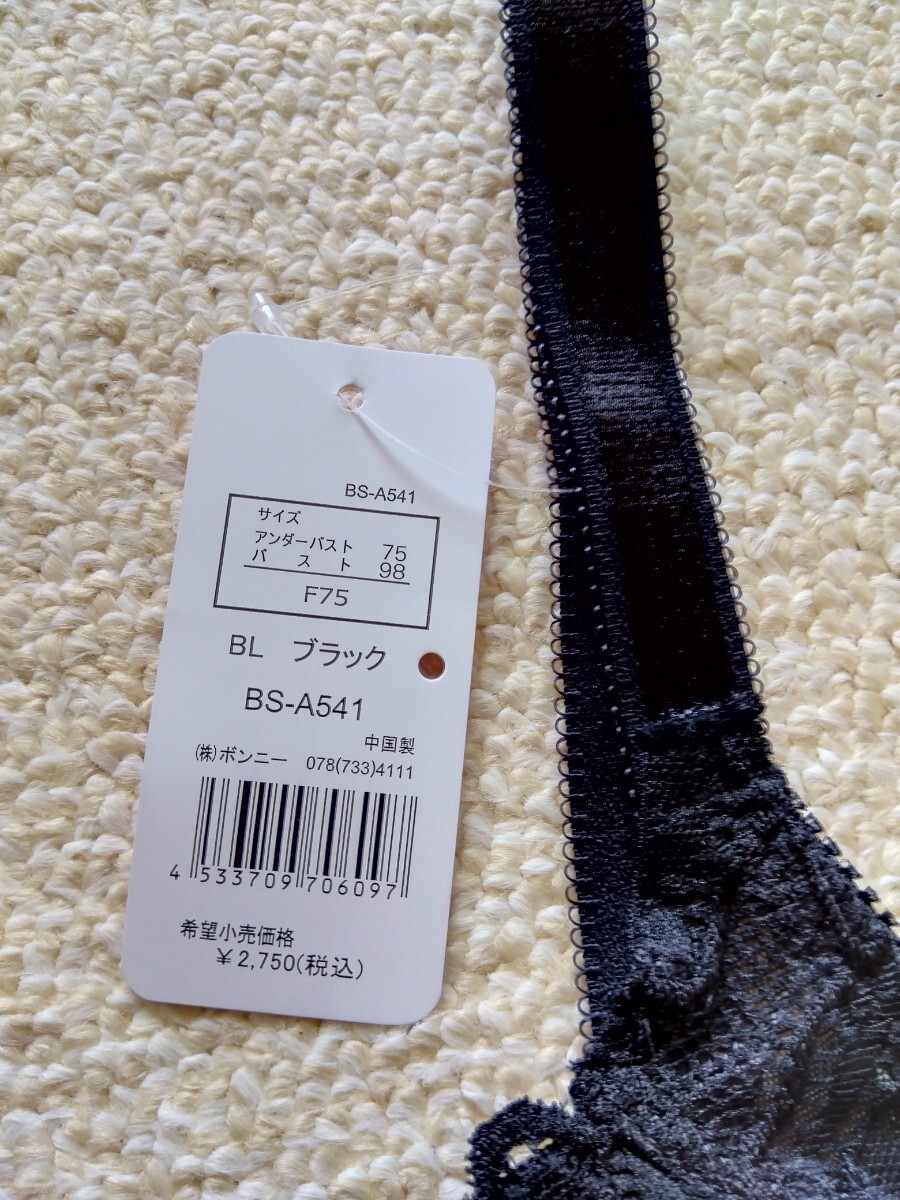 BS-A541
サイズ
アンダーバスト 75
バスト 98
F75
BL ブラック
BS-A541
中国製
㈱ボンニー 078(733)4111
4 533709 706097
希望小売価格
¥2,750(税込)